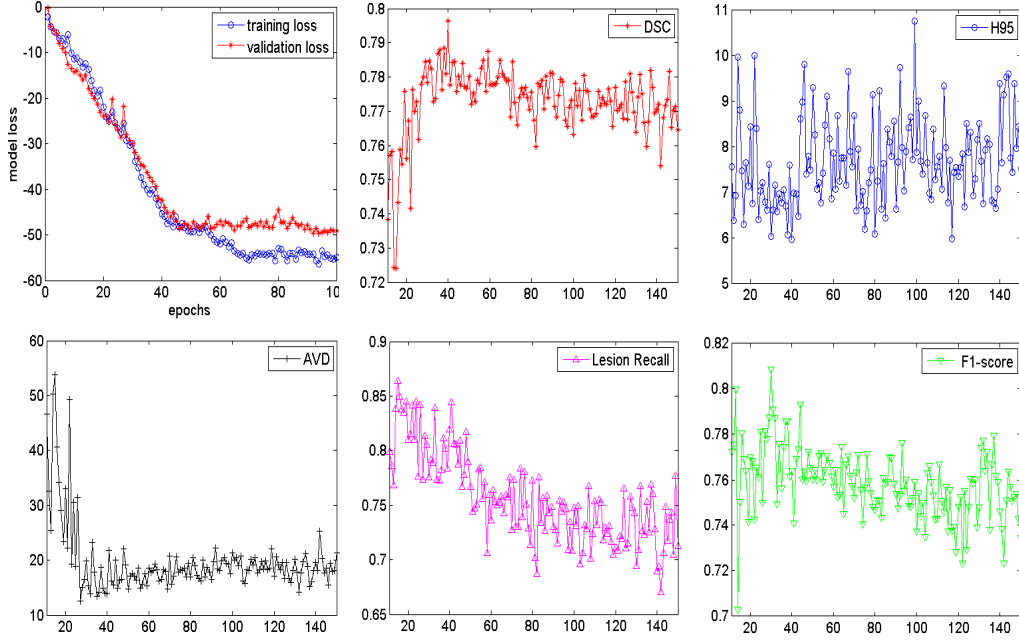 0
-10
-20
-30
-40
-50
-60
0 20 40 60 80 100
model loss
epochs
training loss
validation loss
0.8
0.79
0.78
0.77
0.76
0.75
0.74
0.73
0.72
20 40 60 80 100 120 140
DSC
11
10
9
8
7
6
5
20 40 60 80 100 120 140
H95
60
50
40
30
20
10
20 40 60 80 100 120 140
AVD
0.9
0.85
0.8
0.75
0.7
0.65
20 40 60 80 100 120 140
Lesion Recall
0.82
0.8
0.78
0.76
0.74
0.72
0.7
20 40 60 80 100 120 140
F1-score